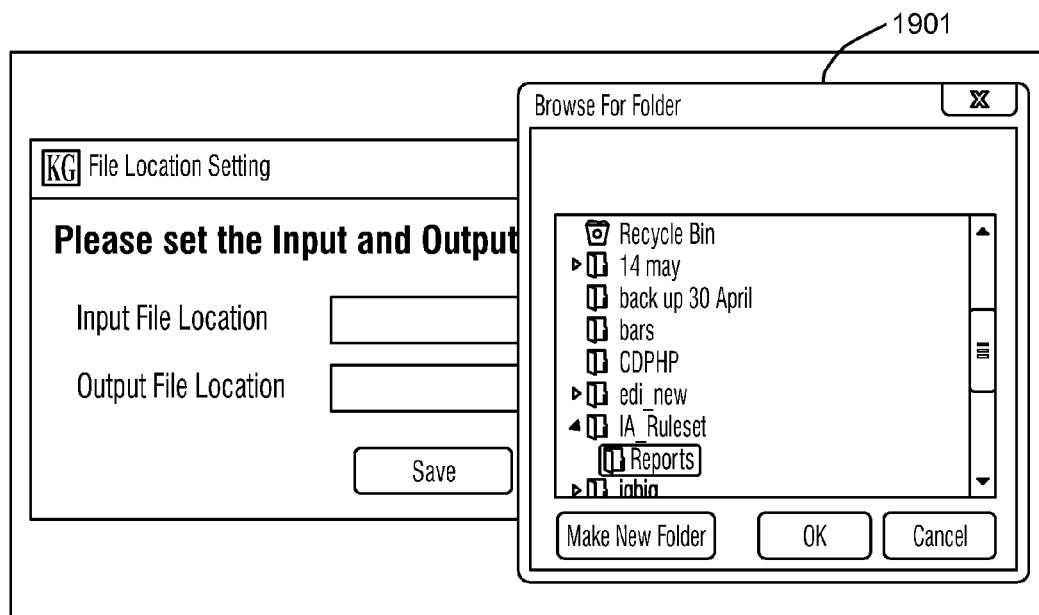 1901
Browse For Folder
X
KG File Location Setting
Please set the Input and Output
Input File Location
Output File Location
Save
Recycle Bin
14 may
back up 30 April
bars
CDPHP
edi_new
IA_Ruleset
Reports
Make New Folder
OK
Cancel